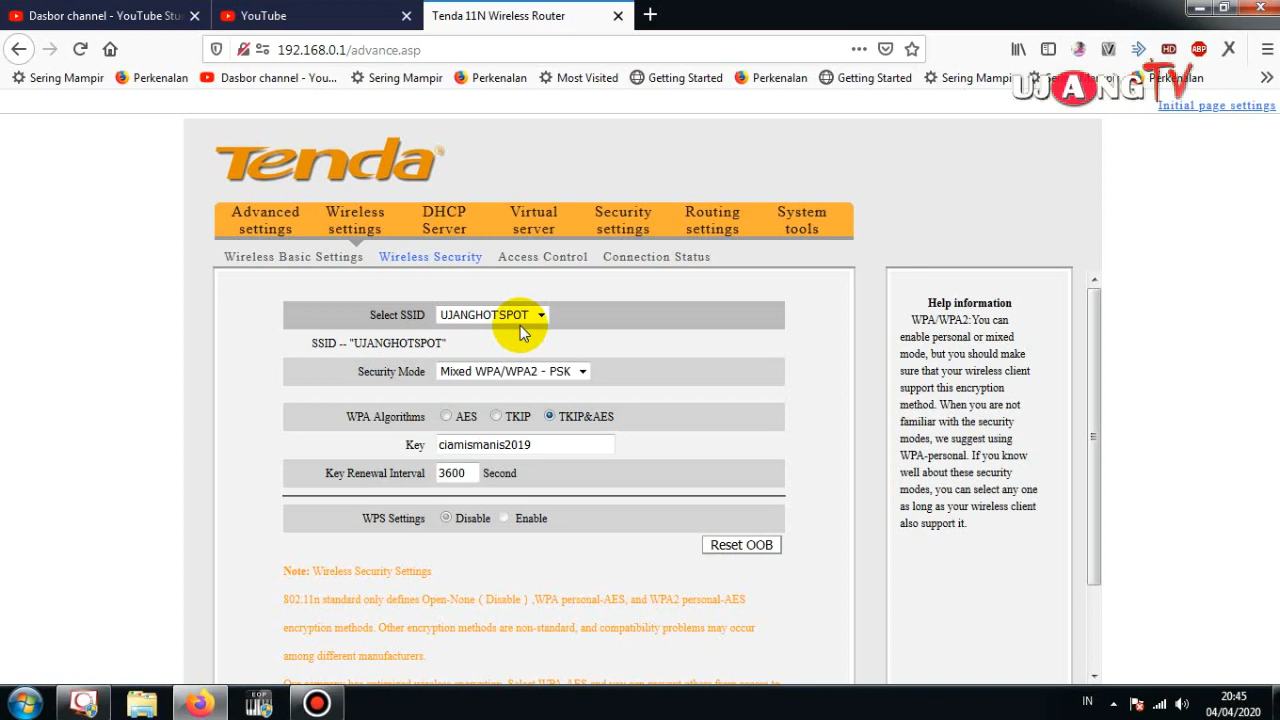 Dasbor channel - YouTube Stu
YouTube
Tenda 11N Wireless Router
192.168.0.1/advance.asp
Sering Mampir
Perkenalan
Dasbor channel - You...
Sering Mampir
Perkenalan
Most Visited
Getting Started
Perkenalan
Getting Started
Sering Mampi
Perkenalan
UJANG TV
Initial page settings
Tenda
Advanced settings
Wireless settings
DHCP Server
Virtual server
Security settings
Routing settings
System tools
Wireless Basic Settings
Wireless Security
Access Control
Connection Status
Select SSID UJANGHOTSPOT
SSID -- "UJANGHOTSPOT"
Security Mode Mixed WPA/WPA2 - PSK
WPA Algorithms AES TKIP TKIP&AES
Key ciamismanis2019
Key Renewal Interval 3600 Second
WPS Settings Disable Enable
Reset OOB
Note: Wireless Security Settings
802.11n standard only defines Open-None ( Disable ) ,WPA personal-AES, and WPA2 personal-AES
encryption methods. Other encryption methods are non-standard, and compatibility problems may occur
among different manufacturers.
Help information
WPA/WPA2:You can
enable personal or mixed
mode, but you should make
sure that your wireless client
support this encryption
method. When you are not
familiar with the security
modes, we suggest using
WPA-personal. If you know
well about these security
modes, you can select any one
as long as your wireless client
also support it.
EOP
IN
20:45
04/04/2020